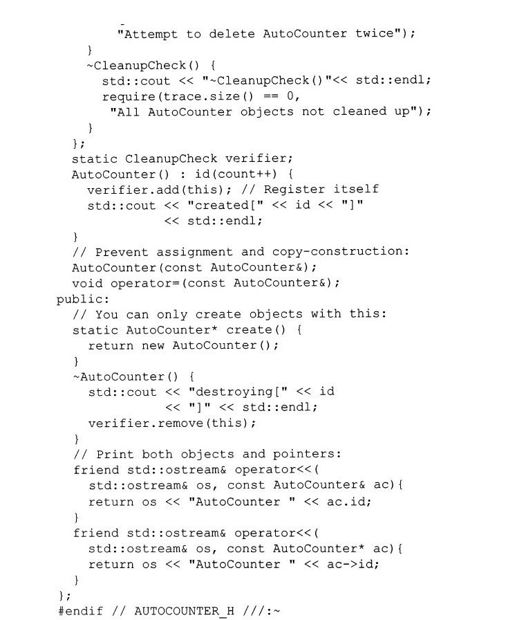 "Attempt to delete AutoCounter twice");
}
~CleanupCheck() {
std::cout << "~CleanupCheck()"<< std::endl;
require(trace.size() == 0,
"All AutoCounter objects not cleaned up");
}
};
static CleanupCheck verifier;
AutoCounter() : id(count++) {
verifier.add(this); // Register itself
std::cout << "created[" << id << "]"
<< std::endl;
}
// Prevent assignment and copy-construction:
AutoCounter(const AutoCounter&);
void operator=(const AutoCounter&);
public:
// You can only create objects with this:
static AutoCounter* create() {
return new AutoCounter();
}
~AutoCounter() {
std::cout << "destroying[" << id
<< "]" << std::endl;
verifier.remove(this);
}
// Print both objects and pointers:
friend std::ostream& operator<<(
std::ostream& os, const AutoCounter& ac){
return os << "AutoCounter " << ac.id;
}
friend std::ostream& operator<<(
std::ostream& os, const AutoCounter* ac){
return os << "AutoCounter " << ac->id;
}
};
#endif // AUTOCOUNTER_H ///:~